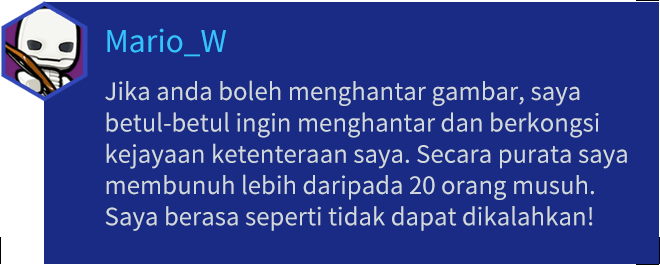 Mario_W
Jika anda boleh menghantar gambar, saya
betul-betul ingin menghantar dan berkongsi
kejayaan ketenteraan saya. Secara purata saya
membunuh lebih daripada 20 orang musuh.
Saya berasa seperti tidak dapat dikalahkan!